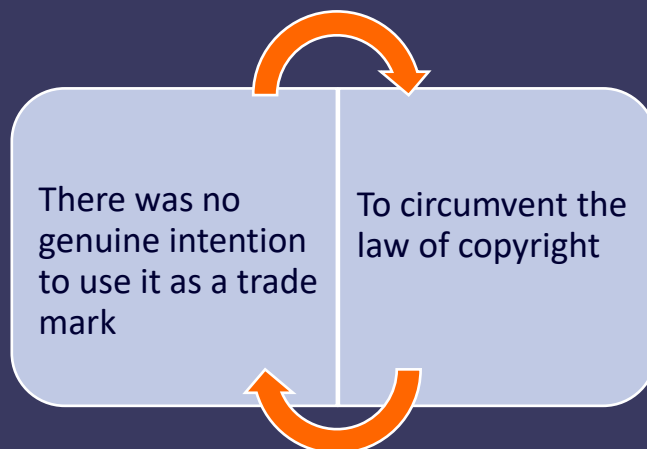 There was no
genuine intention
to use it as a trade
mark
To circumvent the
law of copyright